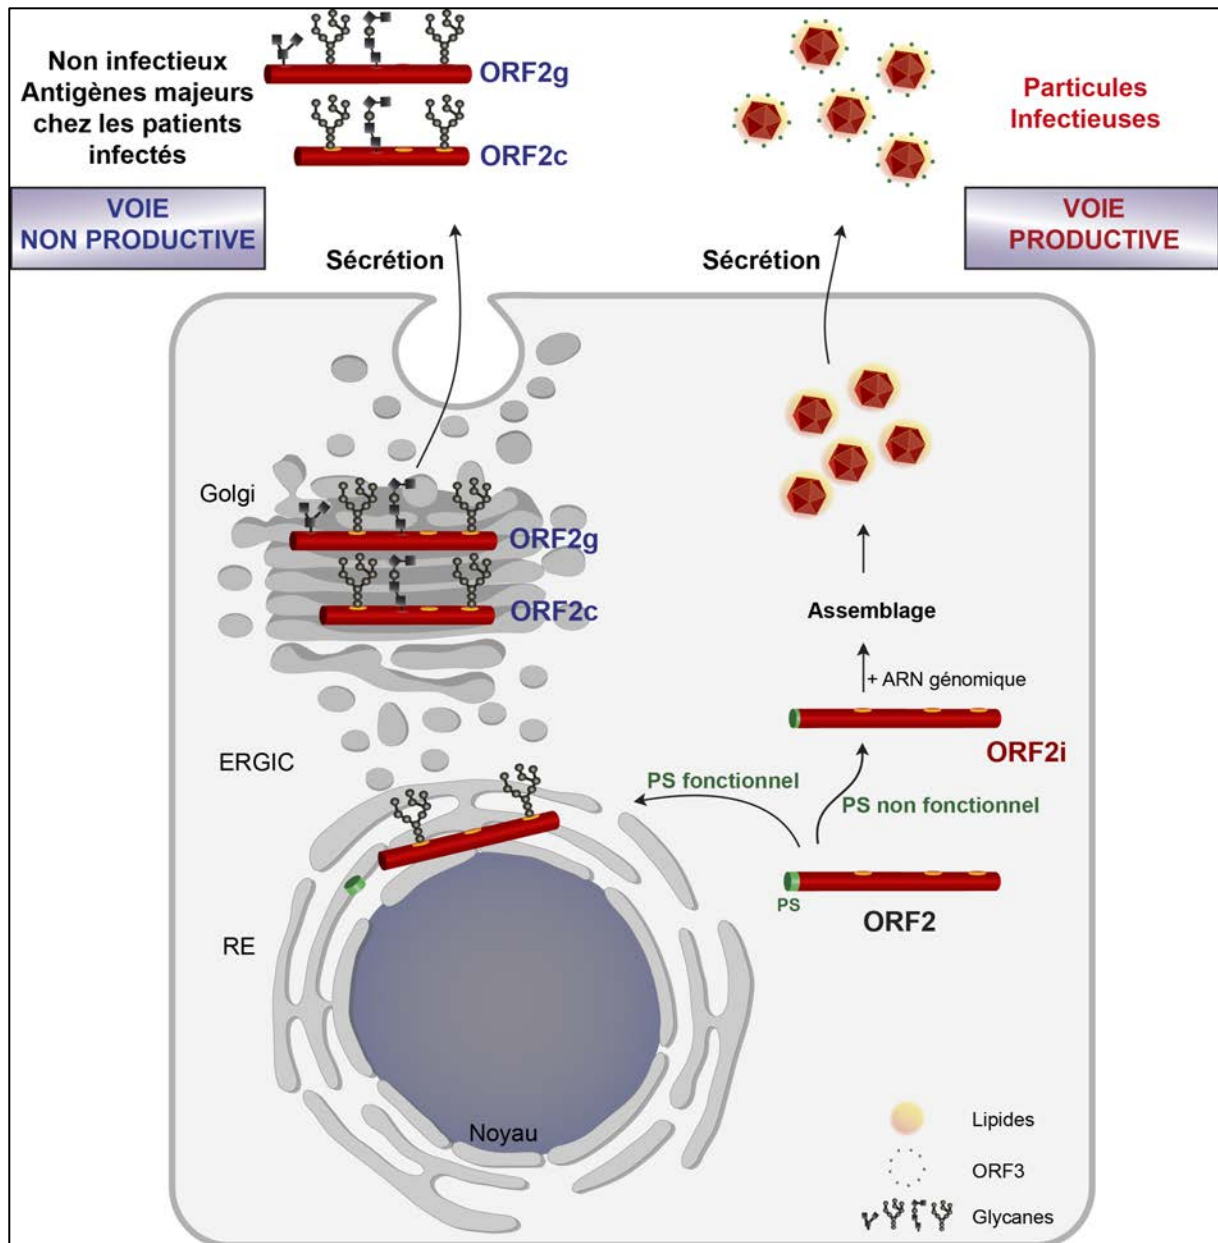 Non infectieux
Antigènes majeurs
chez les patients
infectés
ORF2g
ORF2c
Particules
Infectieuses
VOIE
NON PRODUCTIVE
VOIE
PRODUCTIVE
Sécrétion
Sécrétion
Golgi
ORF2g
ORF2c
Assemblage
+ ARN génomique
ORF2i
ERGIC
PS fonctionnel
PS non fonctionnel
PS
ORF2
RE
Noyau
Lipides
ORF3
Glycanes